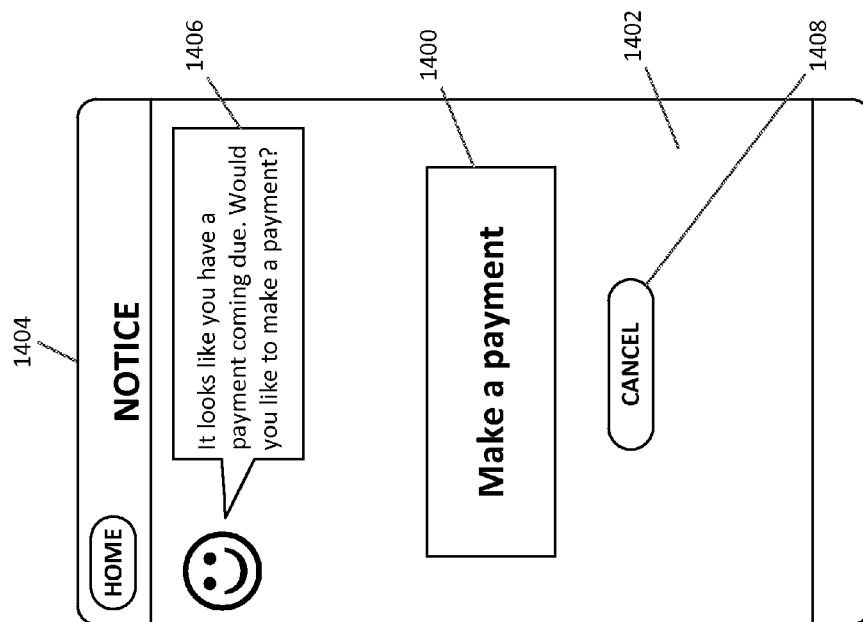 1404
HOME
NOTICE
1406
It looks like you have a
payment coming due. Would
you like to make a payment?
1400
Make a payment
1402
CANCEL
1408